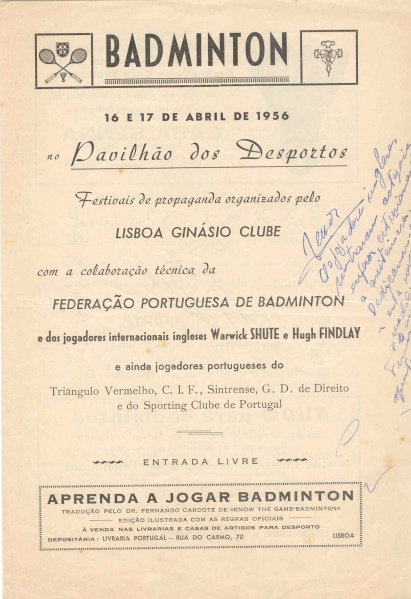 BADMINTON
16 E 17 DE ABRIL DE 1956
no Pavilhão dos Desportos
Festivais de propaganda organizados pelo
LISBOA GINÁSIO CLUBE
com a colaboração técnica da
FEDERAÇÃO PORTUGUESA DE BADMINTON
e dos jogadores internacionais ingleses Warwick SHUTE e Hugh FINDLAY
e ainda jogadores portugueses do
Triângulo Vermelho, C. I. F., Sintrense, G. D. de Direito
e do Sporting Clube de Portugal
ENTRADA LIVRE
APRENDA A JOGAR BADMINTON
TRADUÇÃO PELO DR. FERNANDO CARDOTE DE «KNOW THE GAME-BADMINTON»
EDIÇÃO ILUSTRADA COM AS REGRAS OFICIAIS
À VENDA NAS LIVRARIAS E CASAS DE ARTIGOS PARA DESPORTO
DEPOSITÁRIA: LIVRARIA PORTUGAL — RUA DO CARMO, 70 LISBOA
jogadores ingleses